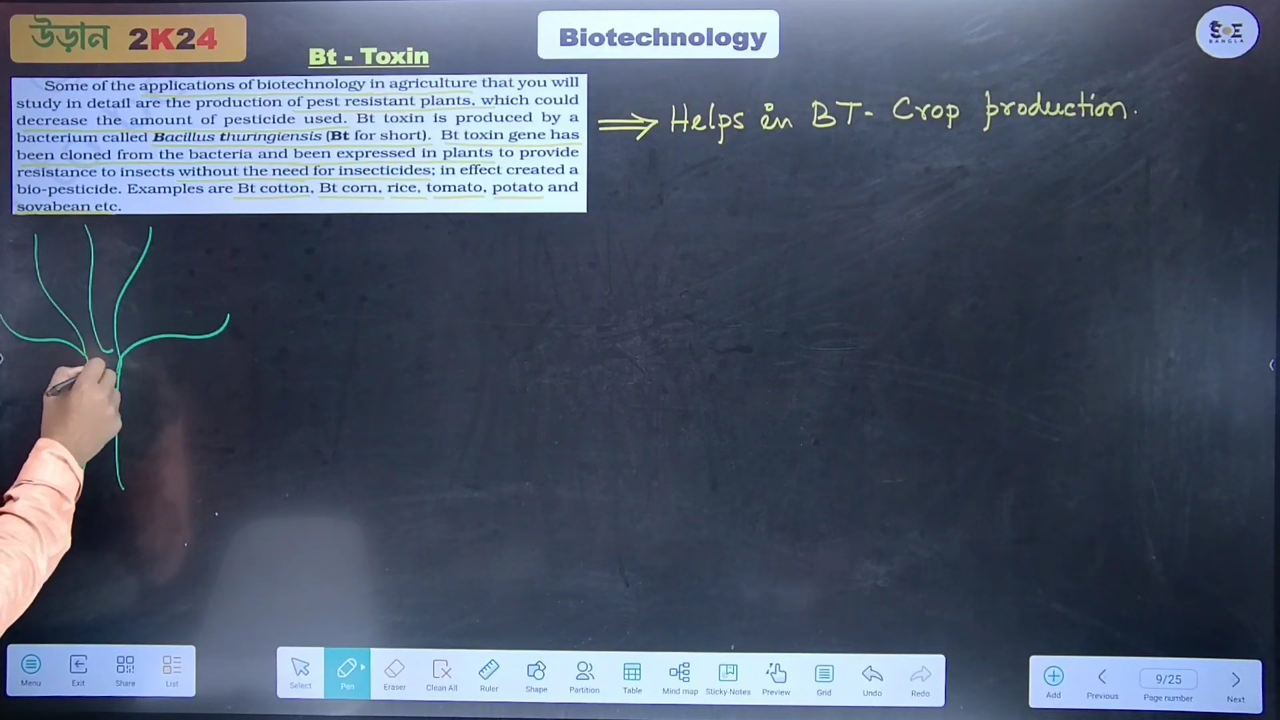 উড়ান 2K24
Biotechnology
SOE
BANGLA
Bt - Toxin
Some of the applications of biotechnology in agriculture that you will
study in detail are the production of pest resistant plants, which could
decrease the amount of pesticide used. Bt toxin is produced by a
bacterium called Bacillus thuringiensis (Bt for short). Bt toxin gene has
been cloned from the bacteria and been expressed in plants to provide
resistance to insects without the need for insecticides; in effect created a
bio-pesticide. Examples are Bt cotton, Bt corn, rice, tomato, potato and
soyabean etc.
⇒ Helps in BT- Crop production.
Menu Exit Share List
Select Pen Eraser Clean All Ruler Shape Partition Table Mind map Sticky Notes Preview Grid Undo Redo
Add Previous 9/25 Page number Next